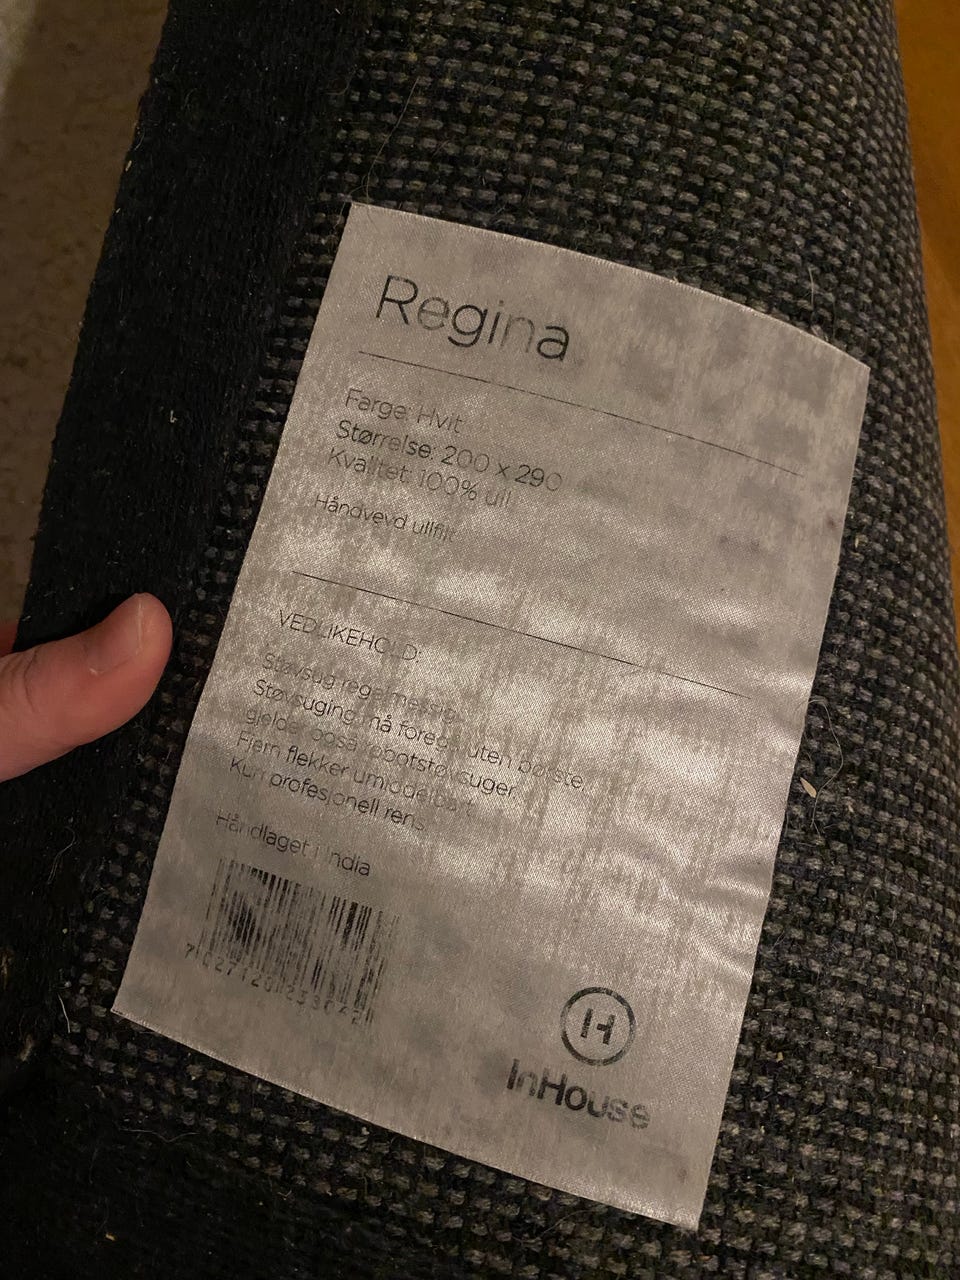 Regina
Farge: Hvit
Størrelse: 200 x 290
Kvalitet: 100% ull
Håndvevd ullfilt
VEDLIKEHOLD:
Støvsug regelmessig.
Støvsuging må foregå uten børste,
gjelder også robotstøvsuger.
Fjern flekker umiddelbart.
Kun profesjonell rens
Håndlaget i India
H
InHouse